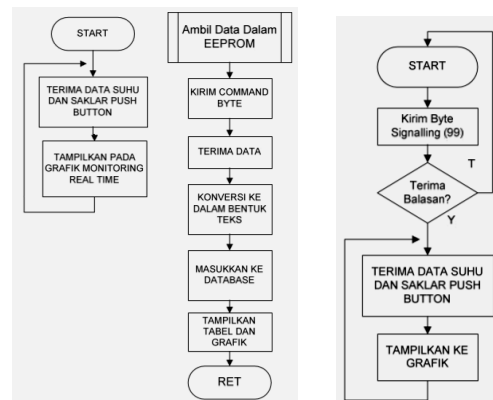 START
TERIMA DATA SUHU
DAN SAKLAR PUSH
BUTTON
TAMPILKAN PADA
GRAFIK MONITORING
REAL TIME
Ambil Data Dalam
EEPROM
KIRIM COMMAND
BYTE
TERIMA DATA
KONVERSI KE
DALAM BENTUK
TEKS
MASUKKAN KE
DATABASE
TAMPILKAN
TABEL DAN
GRAFIK
RET
START
Kirim Byte
Signalling (99)
T
Terima
Balasan?
Y
TERIMA DATA SUHU
DAN SAKLAR PUSH
BUTTON
TAMPILKAN KE
GRAFIK